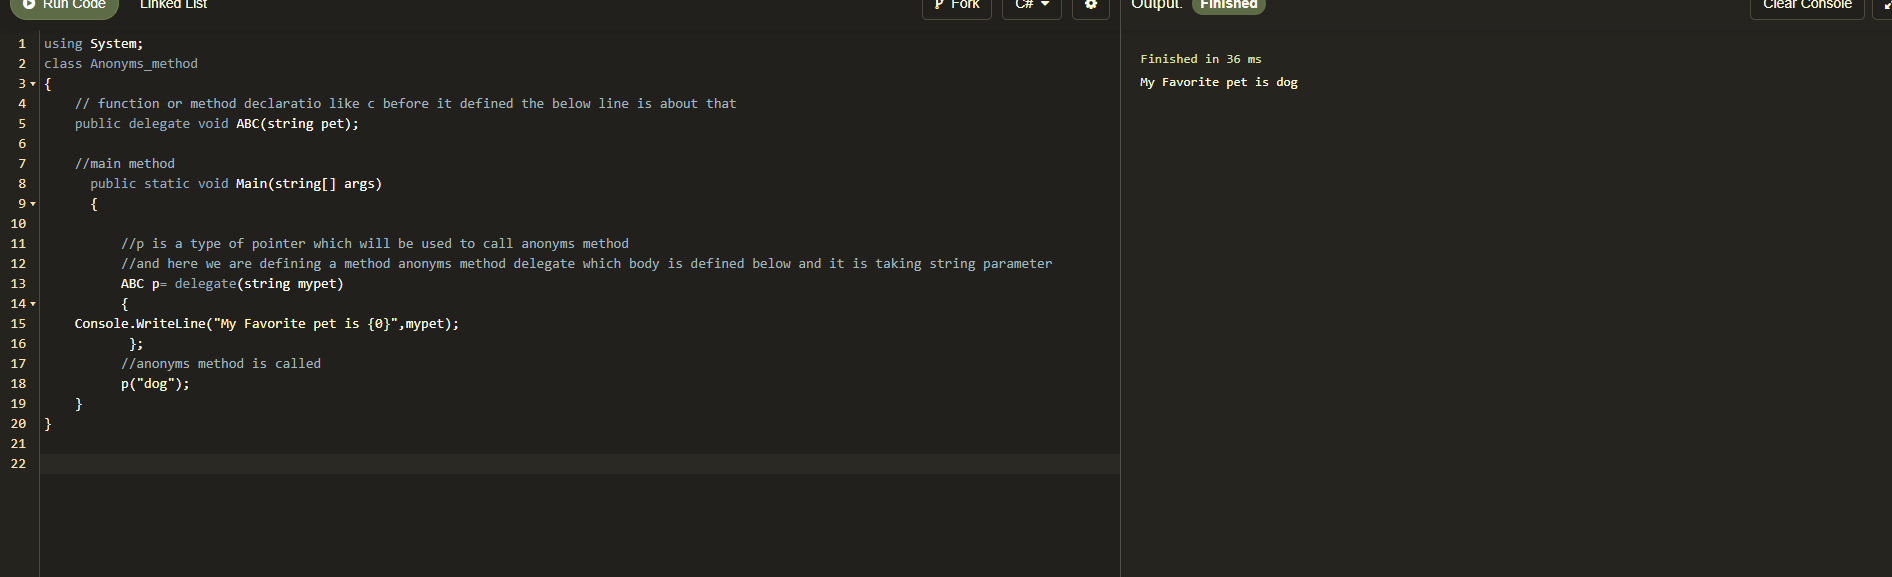 Run Code Linked List Fork C# Output: Finished Clear Console
1 using System;
2 class Anonyms_method
3 {
4 // function or method declaratio like c before it defined the below line is about that
5 public delegate void ABC(string pet);
6
7 //main method
8 public static void Main(string[] args)
9 {
10
11 //p is a type of pointer which will be used to call anonyms method
12 //and here we are defining a method anonyms method delegate which body is defined below and it is taking string parameter
13 ABC p= delegate(string mypet)
14 {
15 Console.WriteLine("My Favorite pet is {0}",mypet);
16 };
17 //anonyms method is called
18 p("dog");
19 }
20 }
21
22
Finished in 36 ms
My Favorite pet is dog